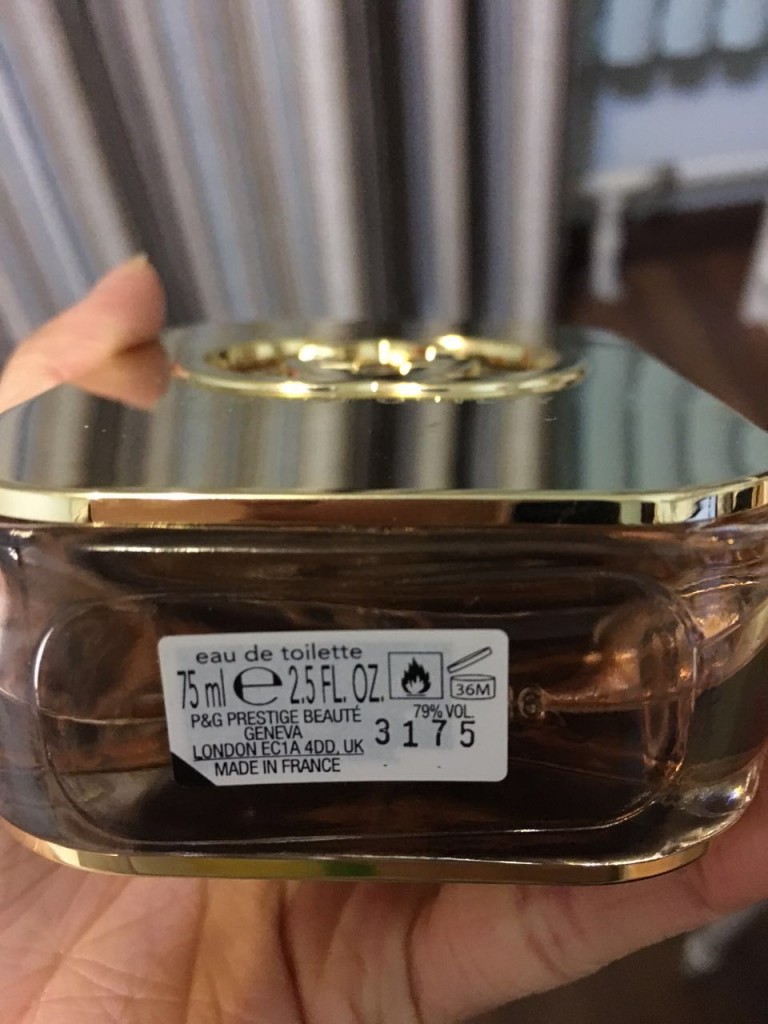 eau de toilette
75 ml e 2.5 FL. OZ.
36M
P&G PRESTIGE BEAUTÉ
79% VOL
GENEVA
3175
LONDON EC1A 4DD, UK
MADE IN FRANCE